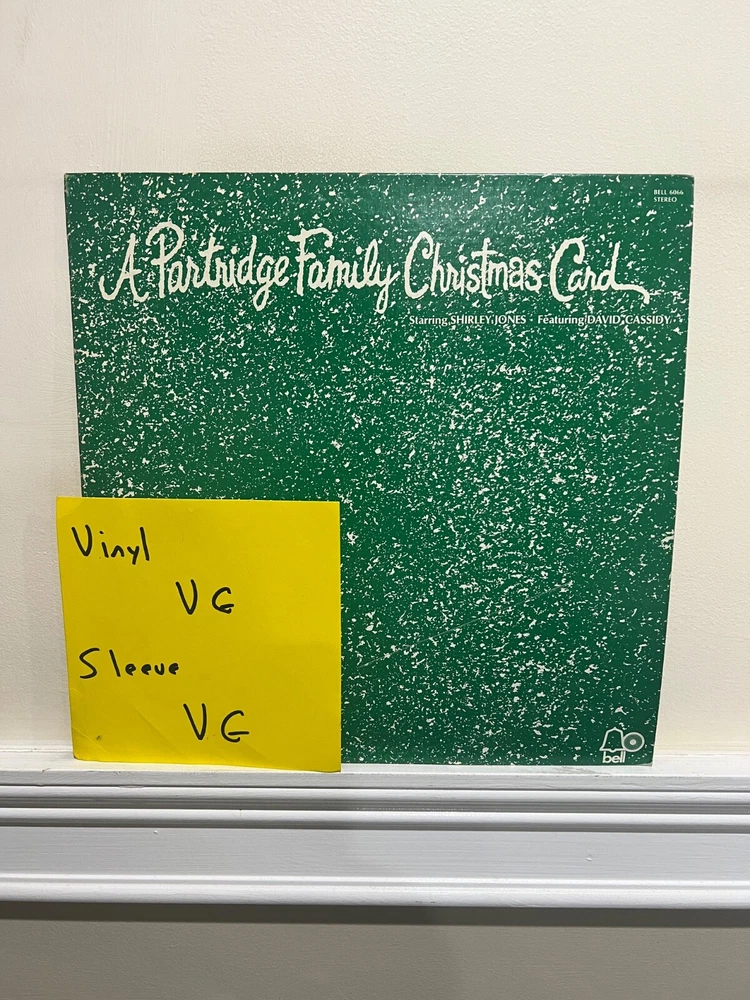 BELL 6066
STEREO
A Partridge Family Christmas Card
Starring SHIRLEY JONES · Featuring DAVID CASSIDY
Vinyl
VG
Sleeve
VG
bell